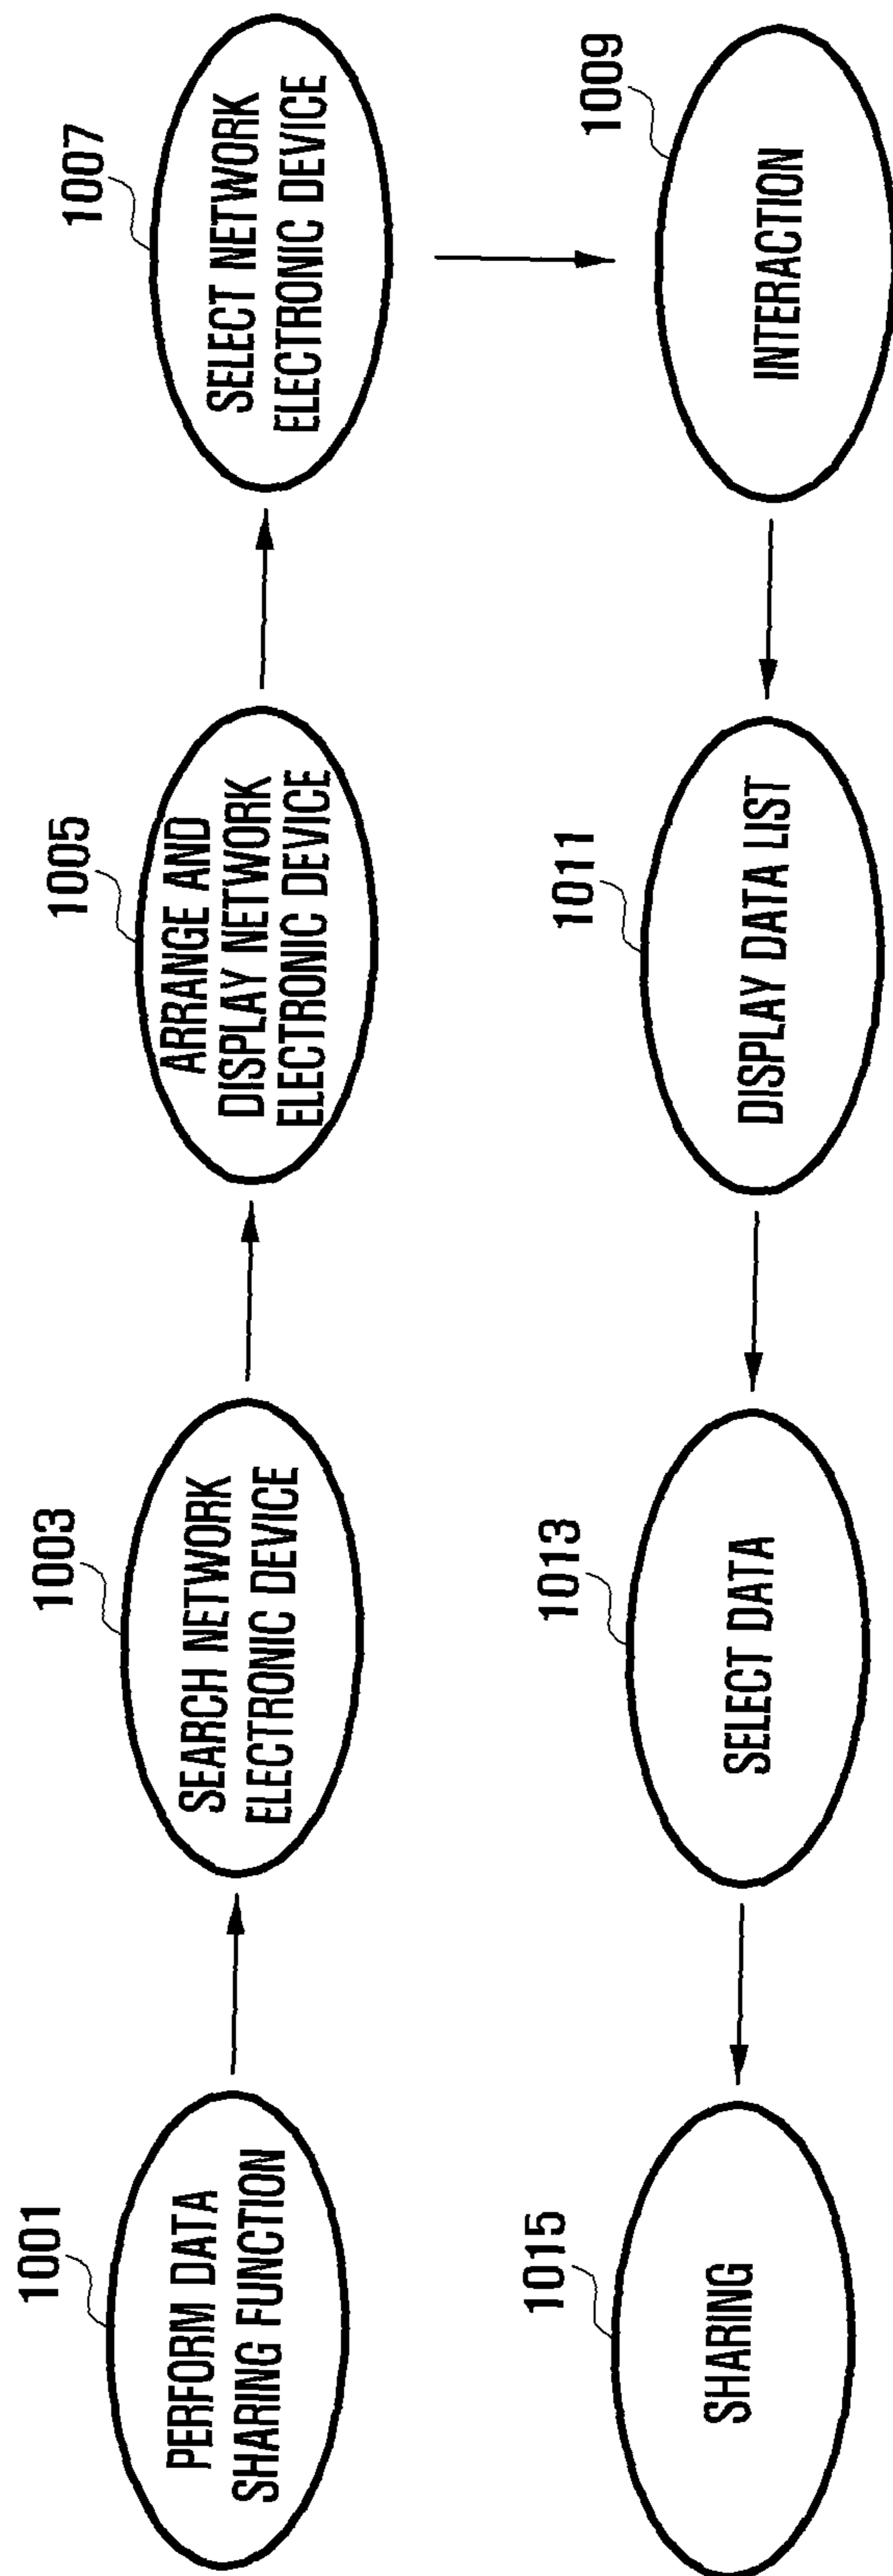 1001
PERFORM DATA
SHARING FUNCTION
1003
SEARCH NETWORK
ELECTRONIC DEVICE
1005
ARRANGE AND
DISPLAY NETWORK
ELECTRONIC DEVICE
1007
SELECT NETWORK
ELECTRONIC DEVICE
1009
INTERACTION
1011
DISPLAY DATA LIST
1013
SELECT DATA
1015
SHARING